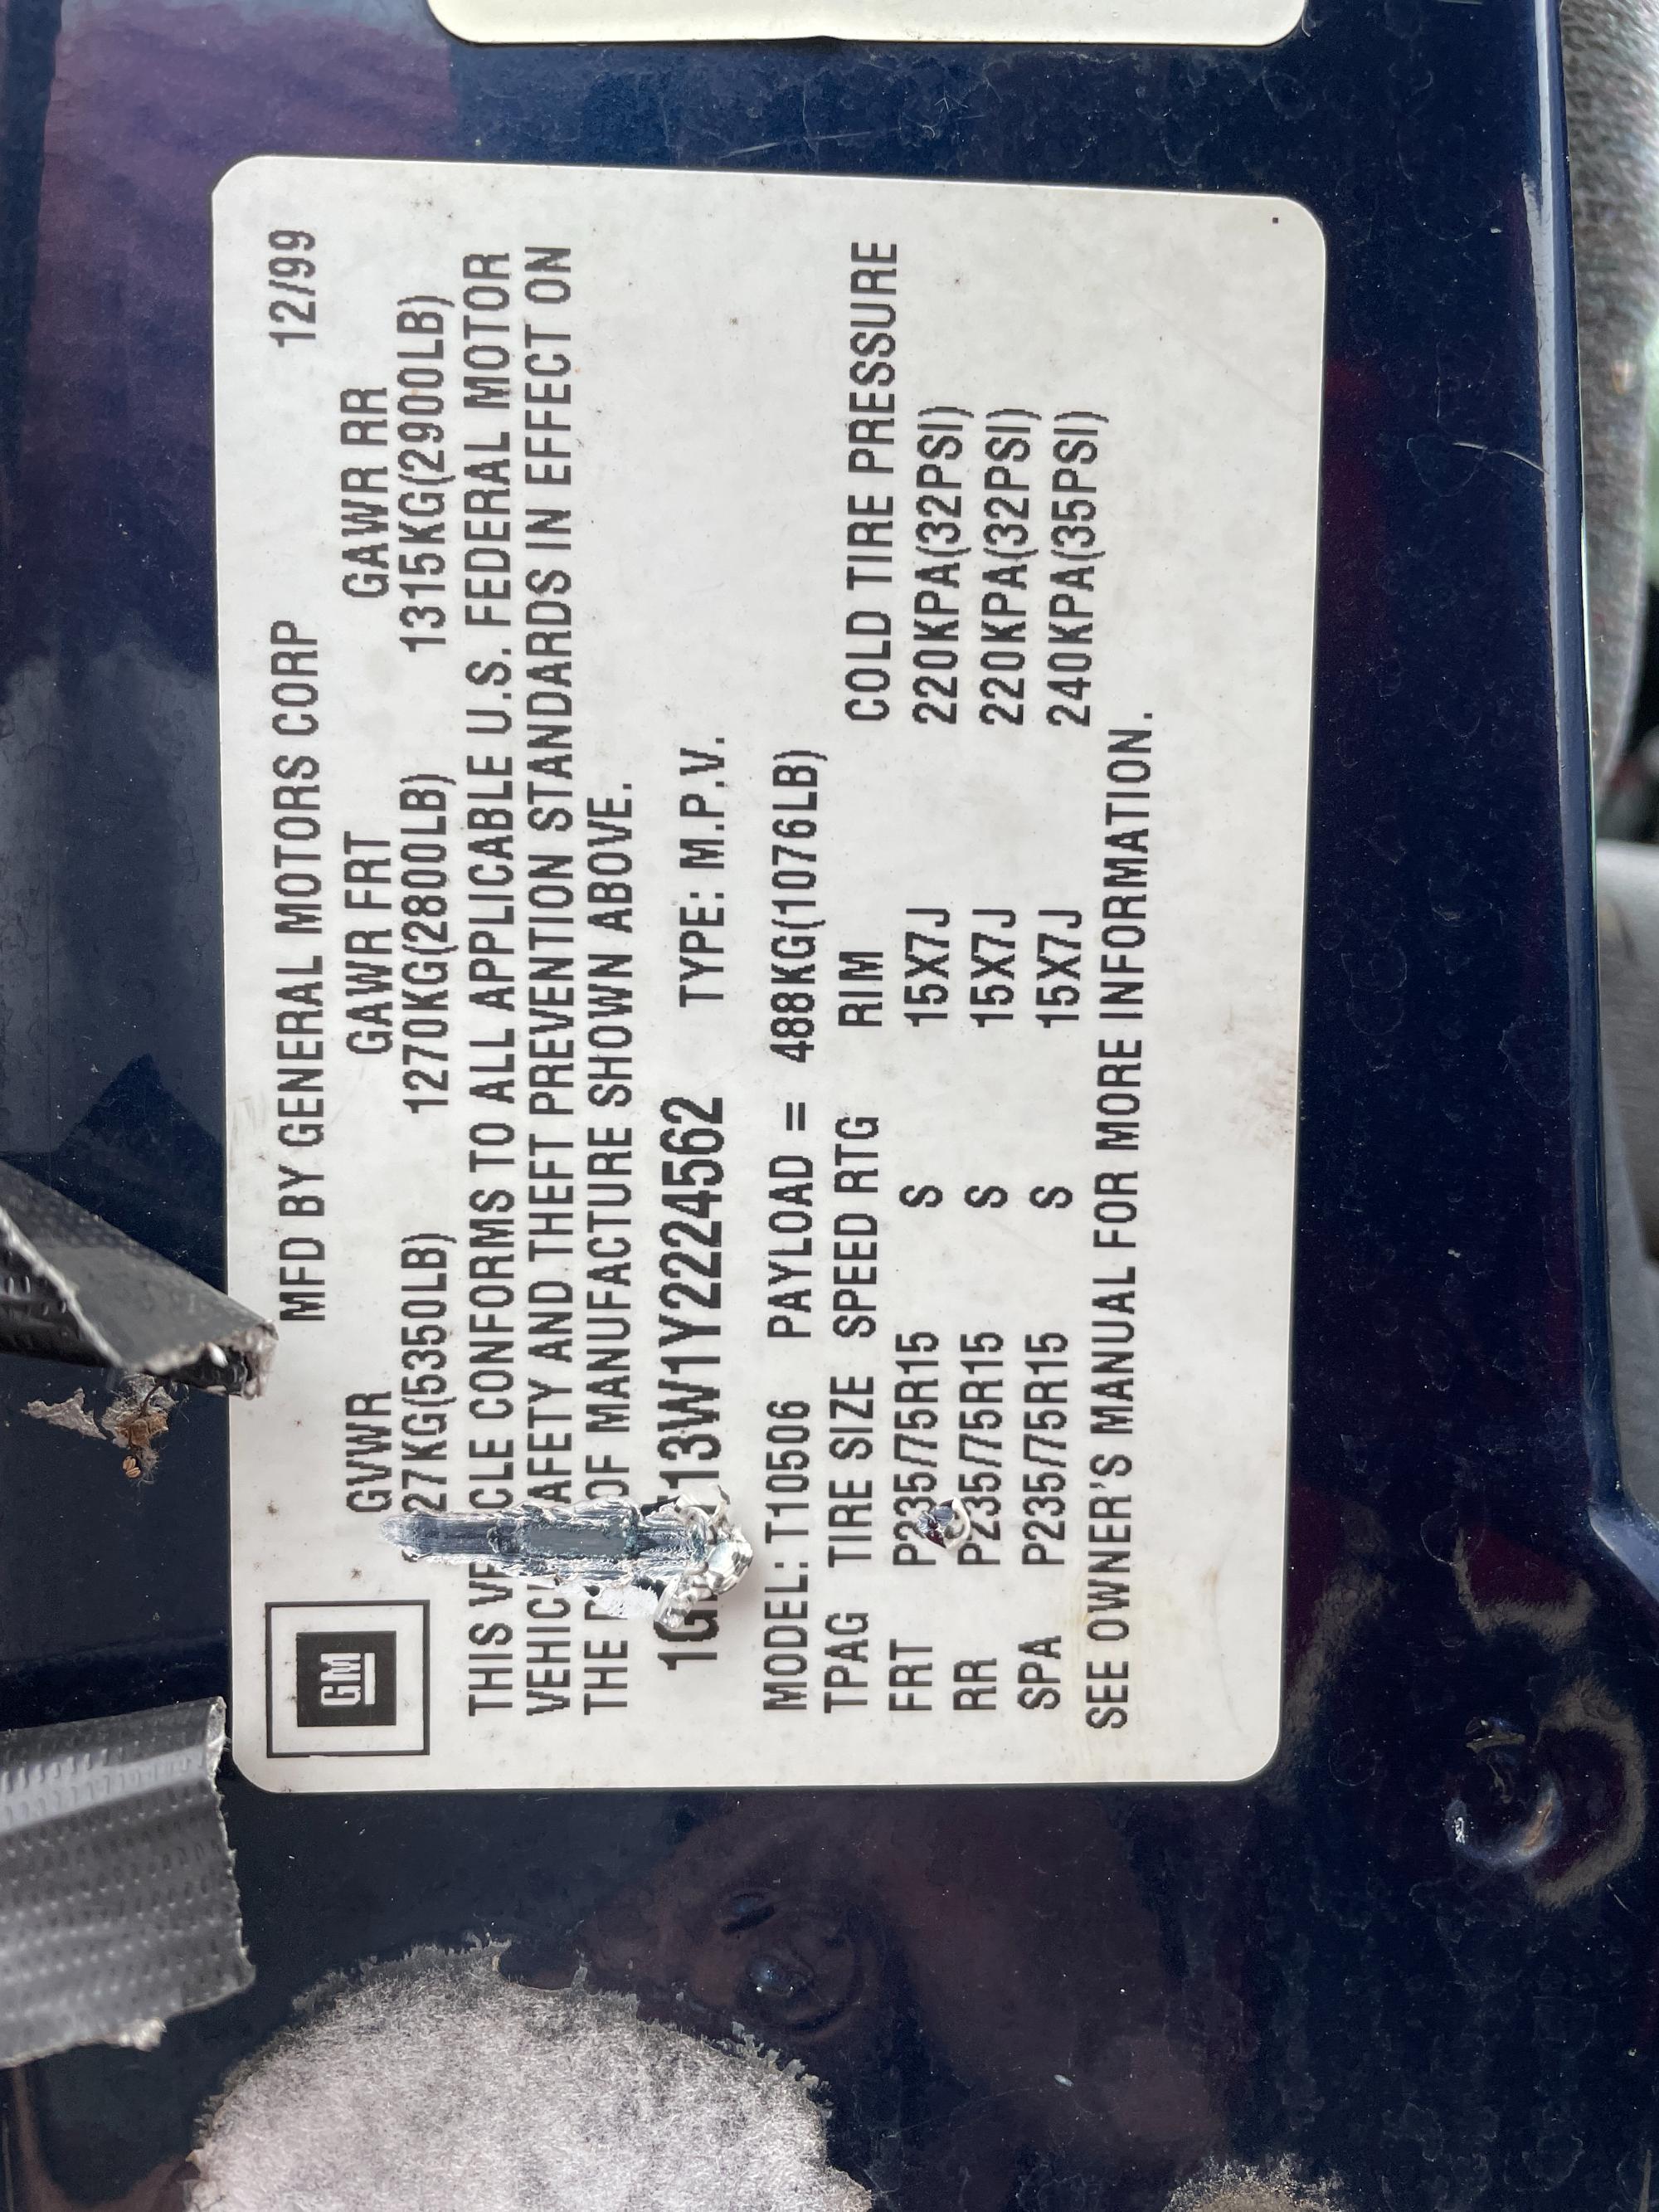 GM
MFD BY GENERAL MOTORS CORP 12/99
GVWR GAWR FRT GAWR RR
27KG(5350LB) 1270KG(2800LB) 1315KG(2900LB)
THIS CLE CONFORMS TO ALL APPLICABLE U.S. FEDERAL MOTOR
AFETY AND THEFT PREVENTION STANDARDS IN EFFECT ON
THE OF MANUFACTURE SHOWN ABOVE.
13W1Y2224562 TYPE: M.P.V.
MODEL: T10506 PAYLOAD = 488KG(1076LB)
TPAG TIRE SIZE SPEED RTG RIM COLD TIRE PRESSURE
FRT P235/75R15 S 15X7J 220KPA(32PSI)
RR P235/75R15 S 15X7J 220KPA(32PSI)
SPA P235/75R15 S 15X7J 240KPA(35PSI)
SEE OWNER'S MANUAL FOR MORE INFORMATION.